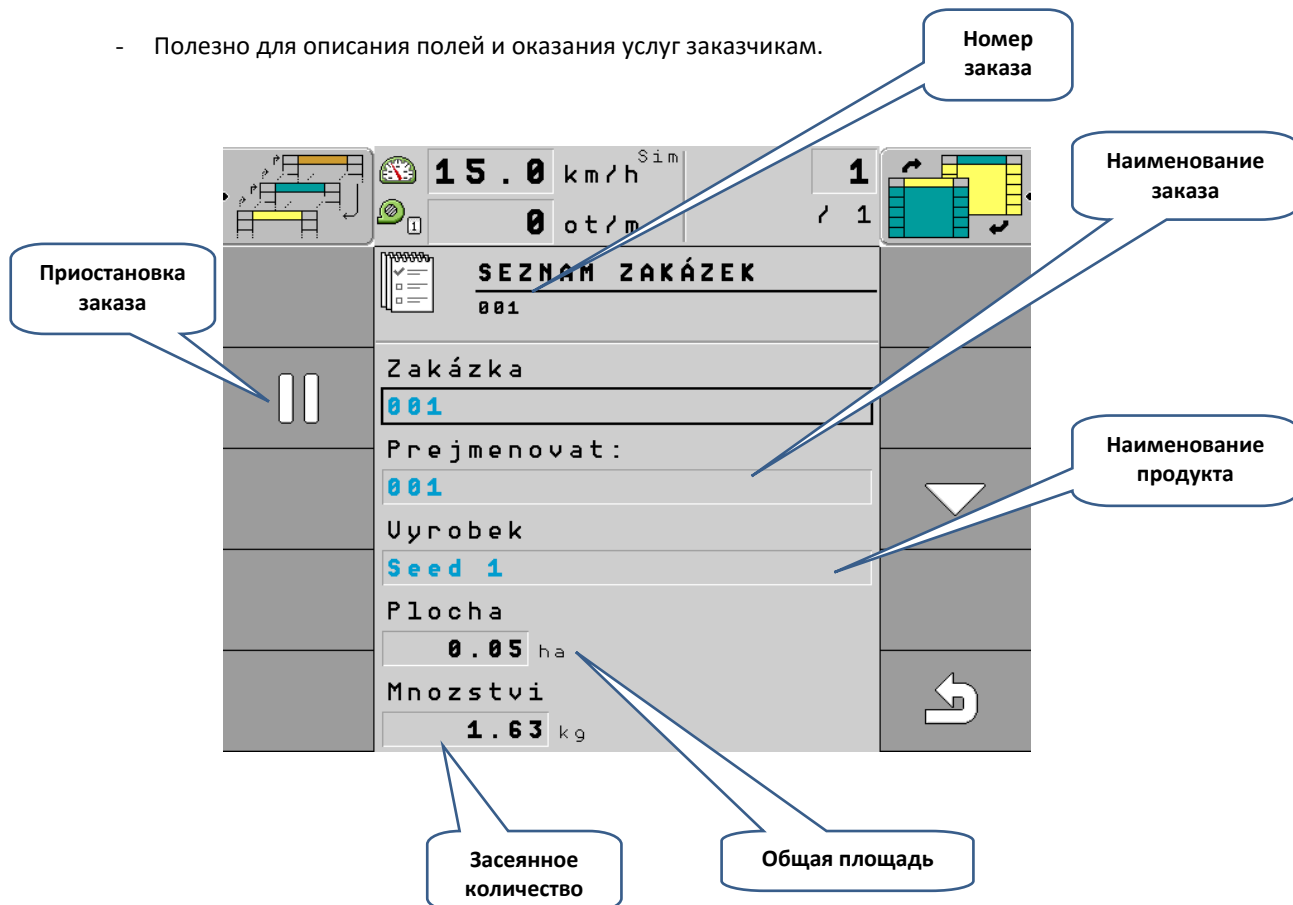 - Полезно для описания полей и оказания услуг заказчикам.
Номер
заказа
Наименование
заказа
15.0 km/h Sim
1
0 ot/m
/ 1
1
Приостановка
заказа
SEZNAM ZAKÁZEK
001
Zakázka
001
Prejmenovat:
001
Наименование
продукта
Vyrobek
Seed 1
Plocha
0.05 ha
Mnozstvi
1.63 kg
Засеянное
количество
Общая площадь